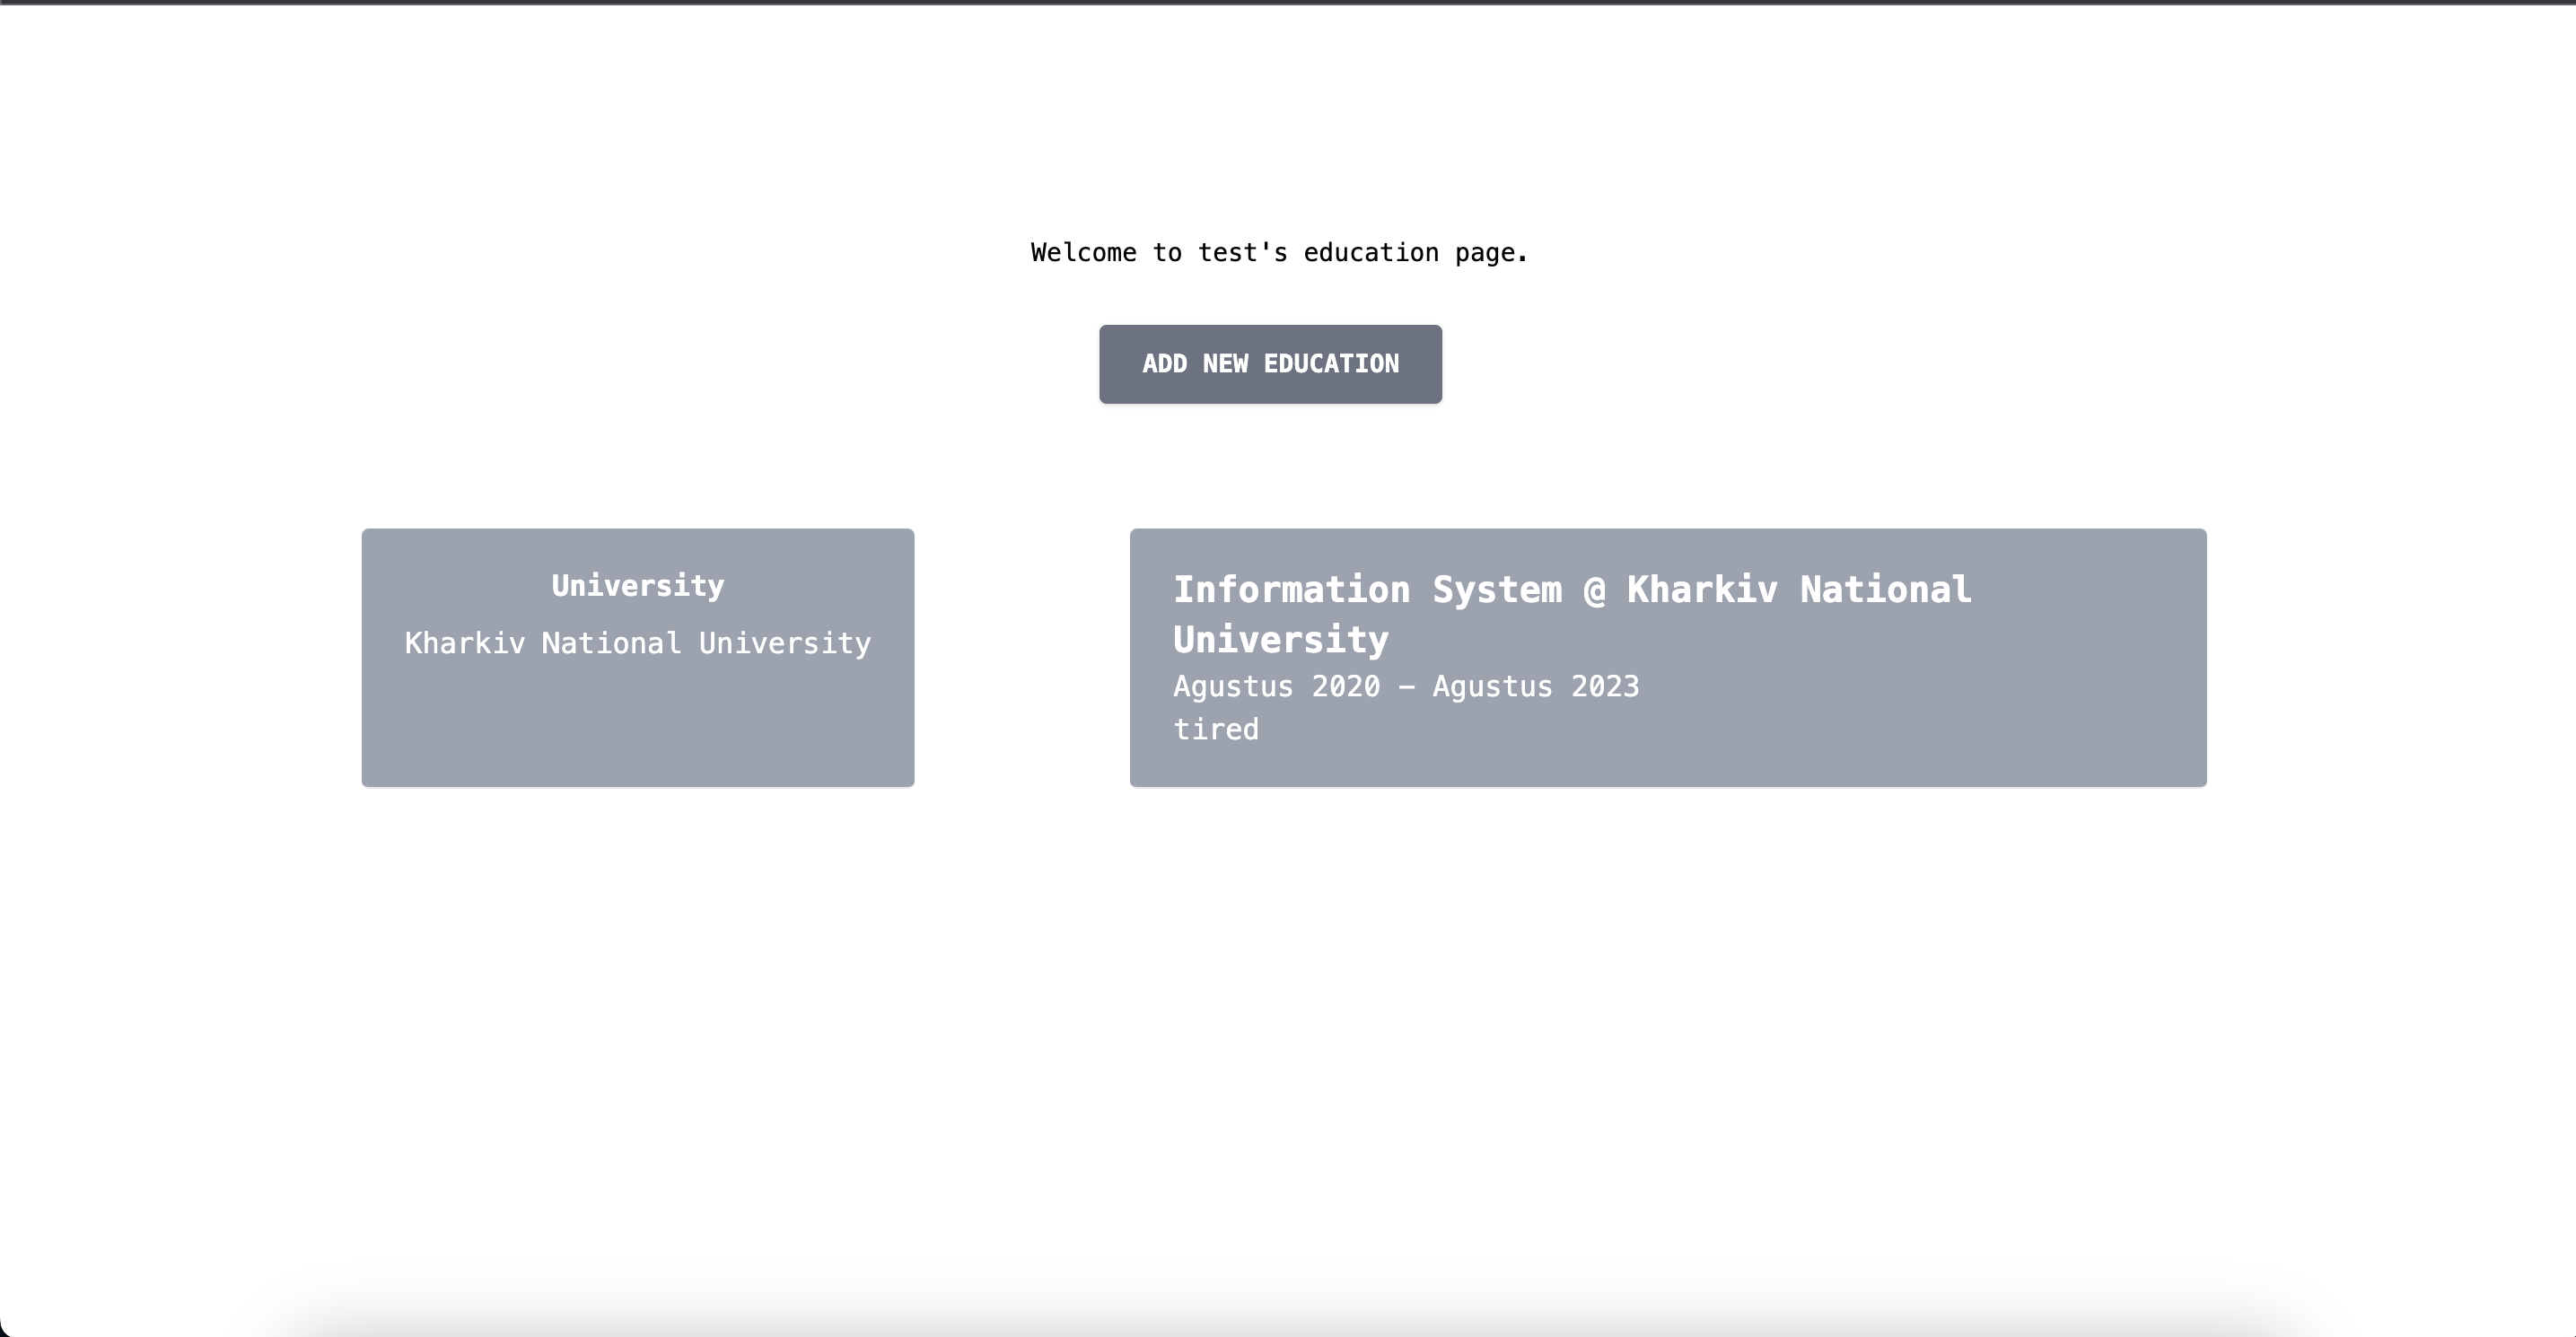 Welcome to test's education page.
ADD NEW EDUCATION
University
Kharkiv National University
Information System @ Kharkiv National
University
Agustus 2020 – Agustus 2023
tired